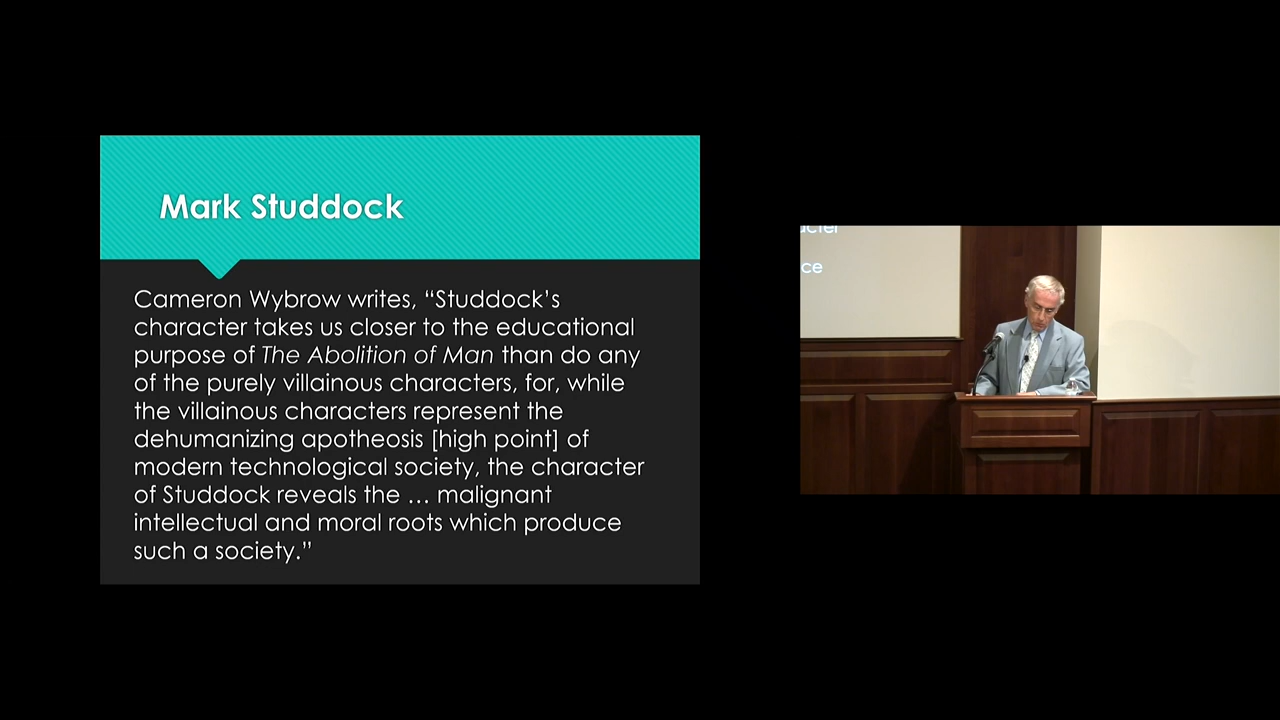 Mark Studdock
Cameron Wybrow writes, “Studdock’s
character takes us closer to the educational
purpose of The Abolition of Man than do any
of the purely villainous characters, for, while
the villainous characters represent the
dehumanizing apotheosis [high point] of
modern technological society, the character
of Studdock reveals the … malignant
intellectual and moral roots which produce
such a society.”